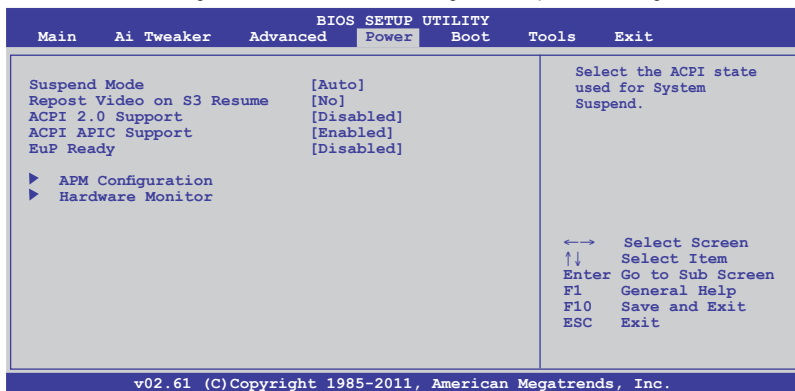 BIOS SETUP UTILITY
Main Ai Tweaker Advanced Power Boot Tools Exit
Suspend Mode [Auto]
Repost Video on S3 Resume [No]
ACPI 2.0 Support [Disabled]
ACPI APIC Support [Enabled]
EuP Ready [Disabled]
▶ APM Configuration
▶ Hardware Monitor
Select the ACPI state
used for System
Suspend.
←→ Select Screen
↑↓ Select Item
Enter Go to Sub Screen
F1 General Help
F10 Save and Exit
ESC Exit
v02.61 (C)Copyright 1985-2011, American Megatrends, Inc.